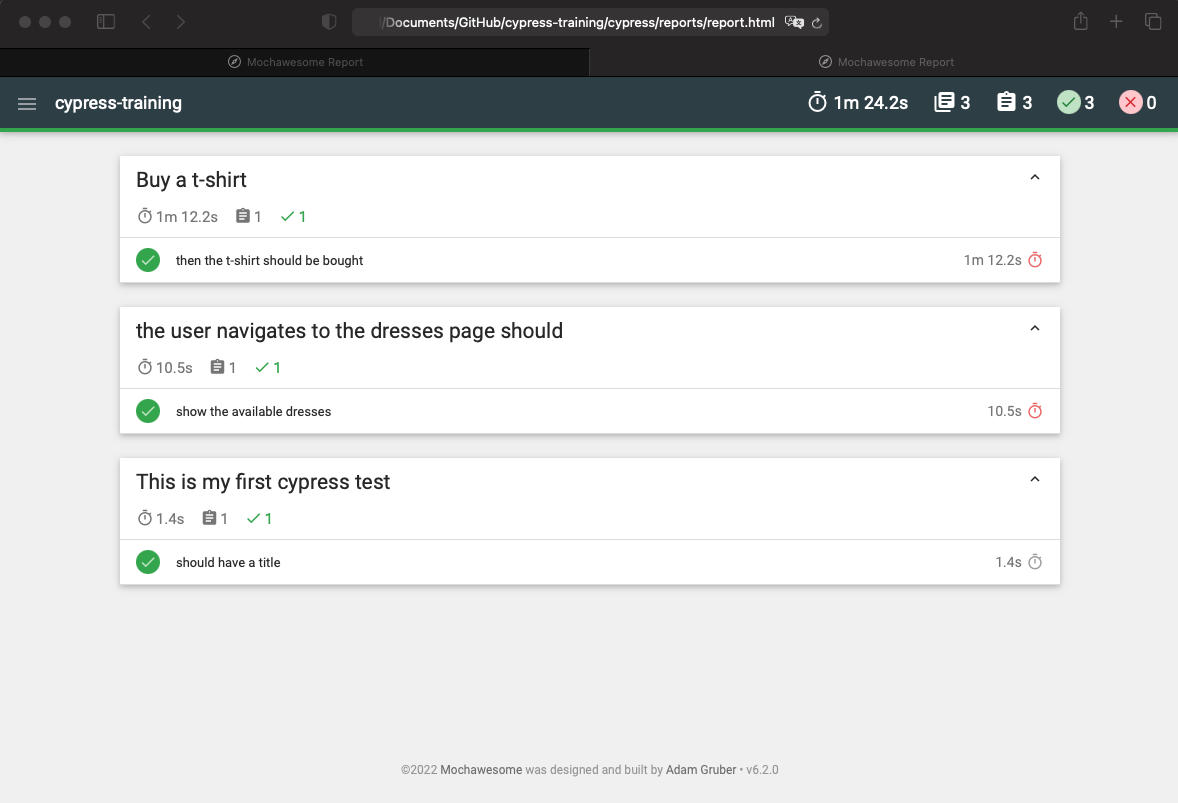 /Documents/GitHub/cypress-training/cypress/reports/report.html
Mochawesome Report
Mochawesome Report
cypress-training
1m 24.2s 3 3 3 0
Buy a t-shirt
1m 12.2s 1 1
then the t-shirt should be bought 1m 12.2s
the user navigates to the dresses page should
10.5s 1 1
show the available dresses 10.5s
This is my first cypress test
1.4s 1 1
should have a title 1.4s
©2022 Mochawesome was designed and built by Adam Gruber • v6.2.0